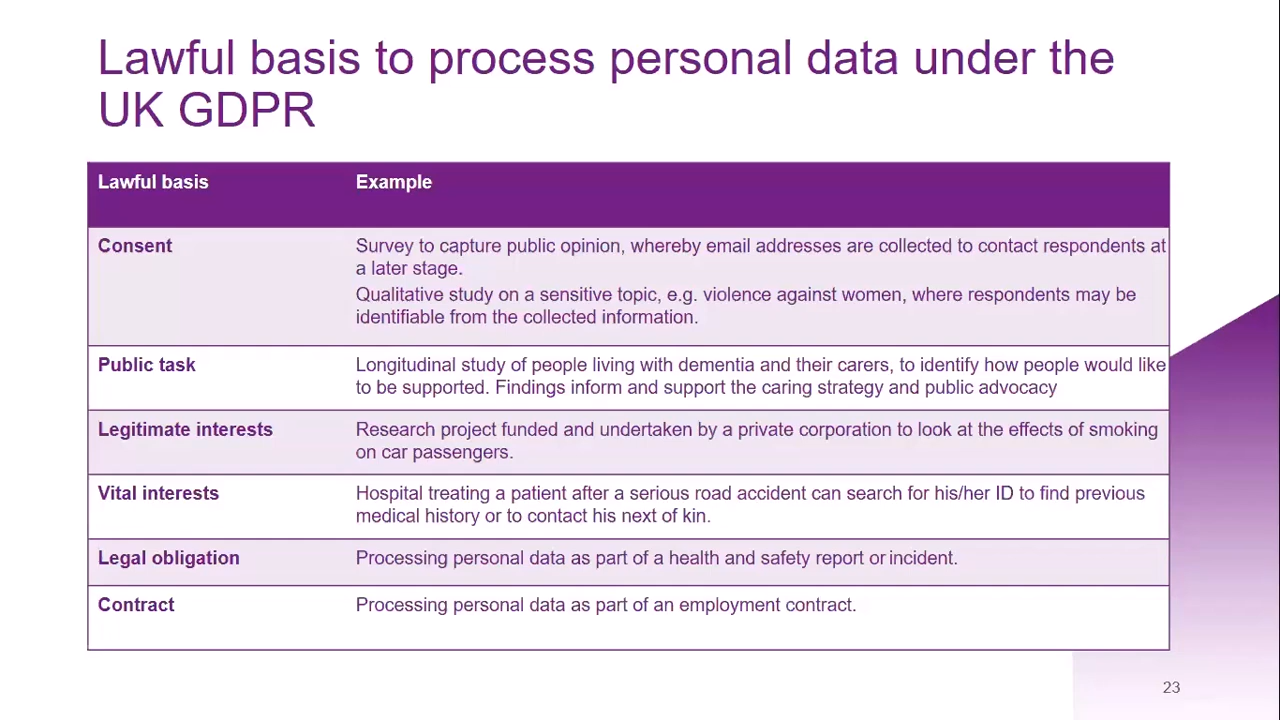 Lawful basis to process personal data under the
UK GDPR
Lawful basis
Example
Consent
Survey to capture public opinion, whereby email addresses are collected to contact respondents at
a later stage.
Qualitative study on a sensitive topic, e.g. violence against women, where respondents may be
identifiable from the collected information.
Public task
Longitudinal study of people living with dementia and their carers, to identify how people would like
to be supported. Findings inform and support the caring strategy and public advocacy
Legitimate interests
Research project funded and undertaken by a private corporation to look at the effects of smoking
on car passengers.
Vital interests
Hospital treating a patient after a serious road accident can search for his/her ID to find previous
medical history or to contact his next of kin.
Legal obligation
Processing personal data as part of a health and safety report or incident.
Contract
Processing personal data as part of an employment contract.
23